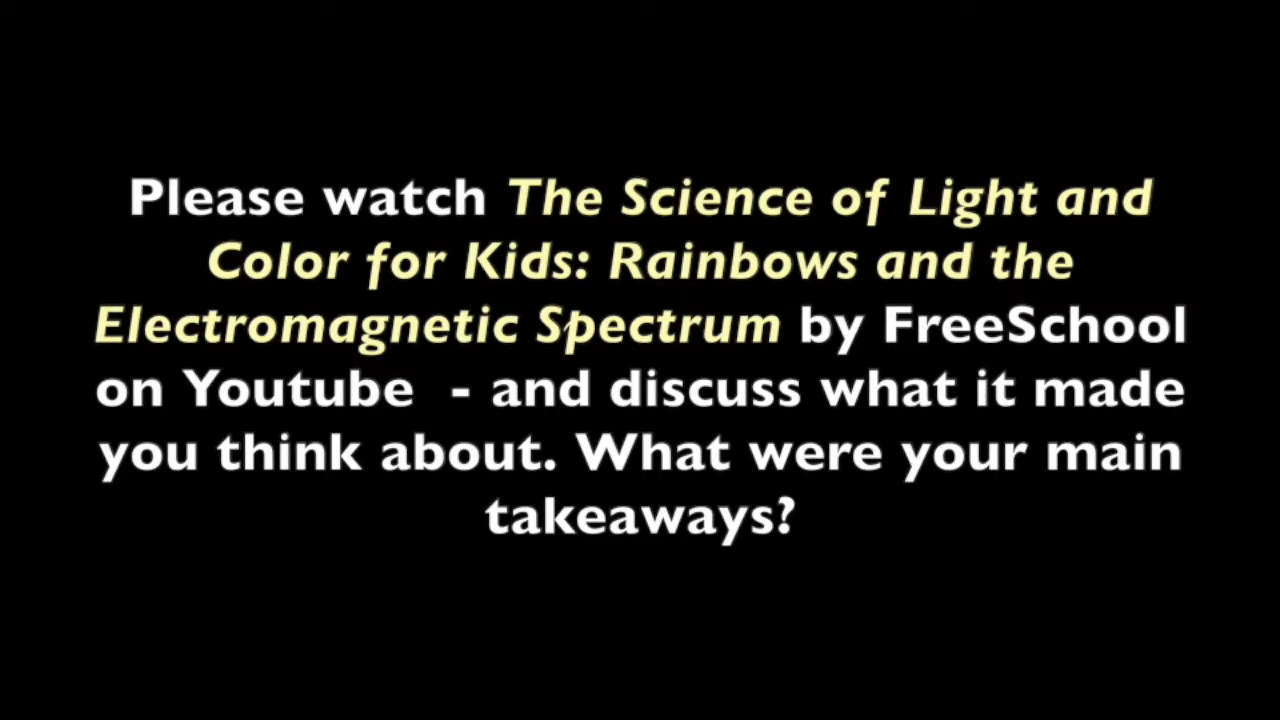 Please watch The Science of Light and
Color for Kids: Rainbows and the
Electromagnetic Spectrum by FreeSchool
on Youtube  - and discuss what it made
you think about. What were your main
takeaways?